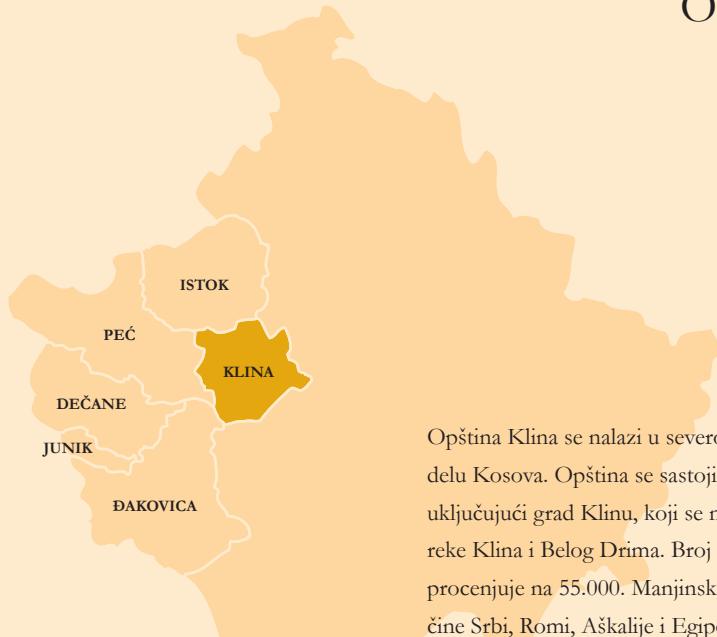 O
ISTOK
PEĆ
KLINA
DEČANE
JUNIK
ĐAKOVICA
Opština Klina se nalazi u severo
delu Kosova. Opština se sastoji
uključujući grad Klinu, koji se n
reke Klina i Belog Drima. Broj
procenjuje na 55.000. Manjinsk
čine Srbi, Romi, Aškalije i Egip